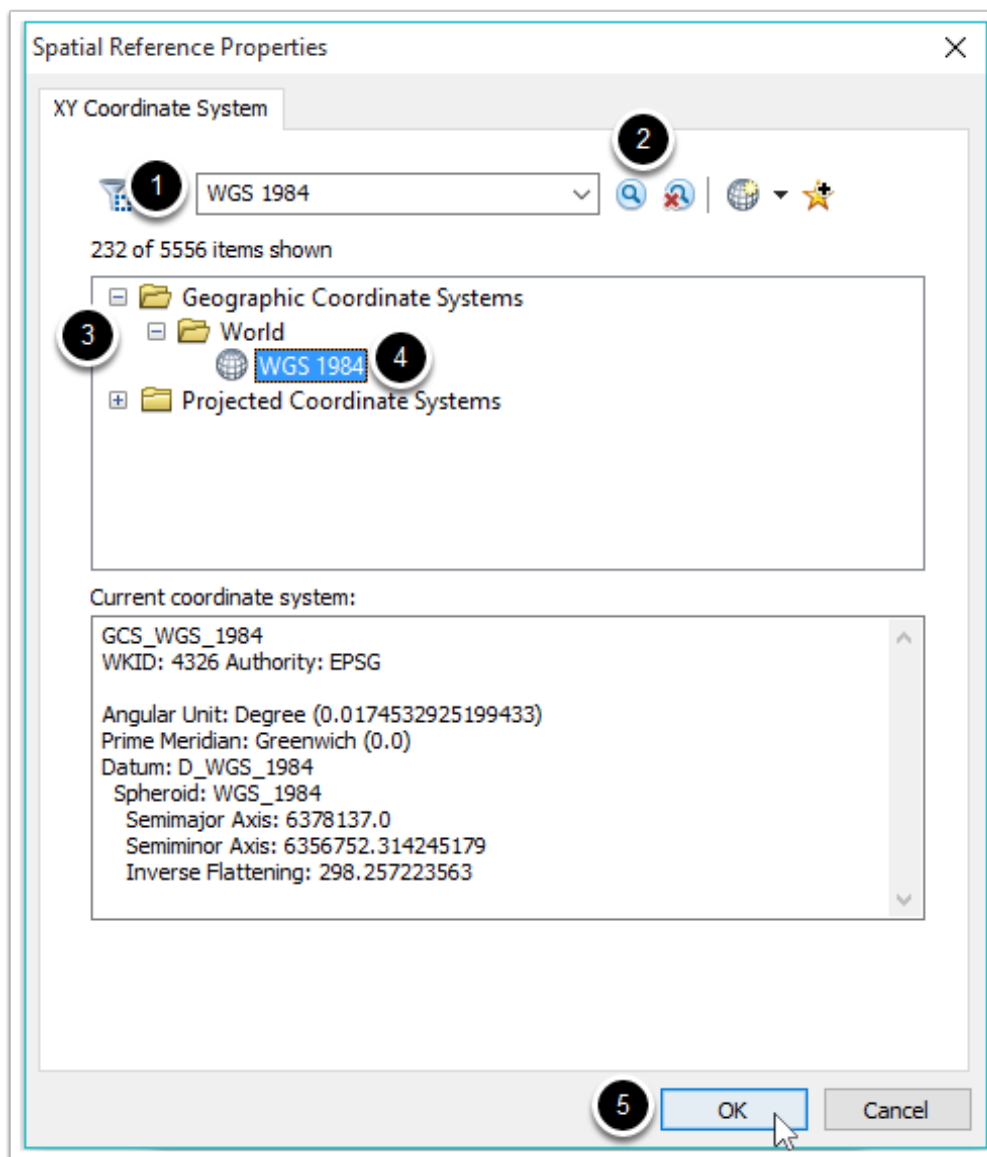 Spatial Reference Properties
XY Coordinate System
2
1
WGS 1984
232 of 5556 items shown
Geographic Coordinate Systems
3
World
WGS 1984
4
Projected Coordinate Systems
Current coordinate system:
GCS_WGS_1984
WKID: 4326 Authority: EPSG
Angular Unit: Degree (0.0174532925199433)
Prime Meridian: Greenwich (0.0)
Datum: D_WGS_1984
Spheroid: WGS_1984
Semimajor Axis: 6378137.0
Semiminor Axis: 6356752.314245179
Inverse Flattening: 298.257223563
5
OK
Cancel